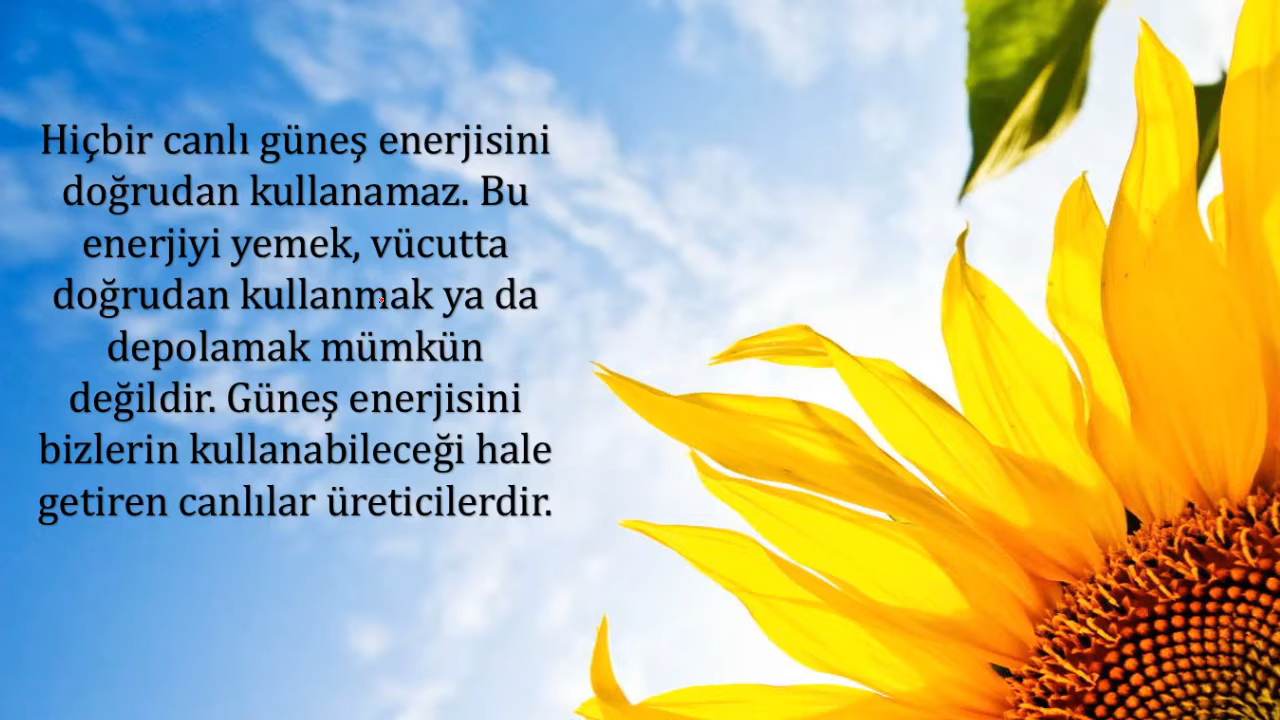 Hiçbir canlı güneş enerjisini
doğrudan kullanamaz. Bu
enerjiyi yemek, vücutta
doğrudan kullanmak ya da
depolamak mümkün
değildir. Güneş enerjisini
bizlerin kullanabileceği hale
getiren canlılar üreticilerdir.